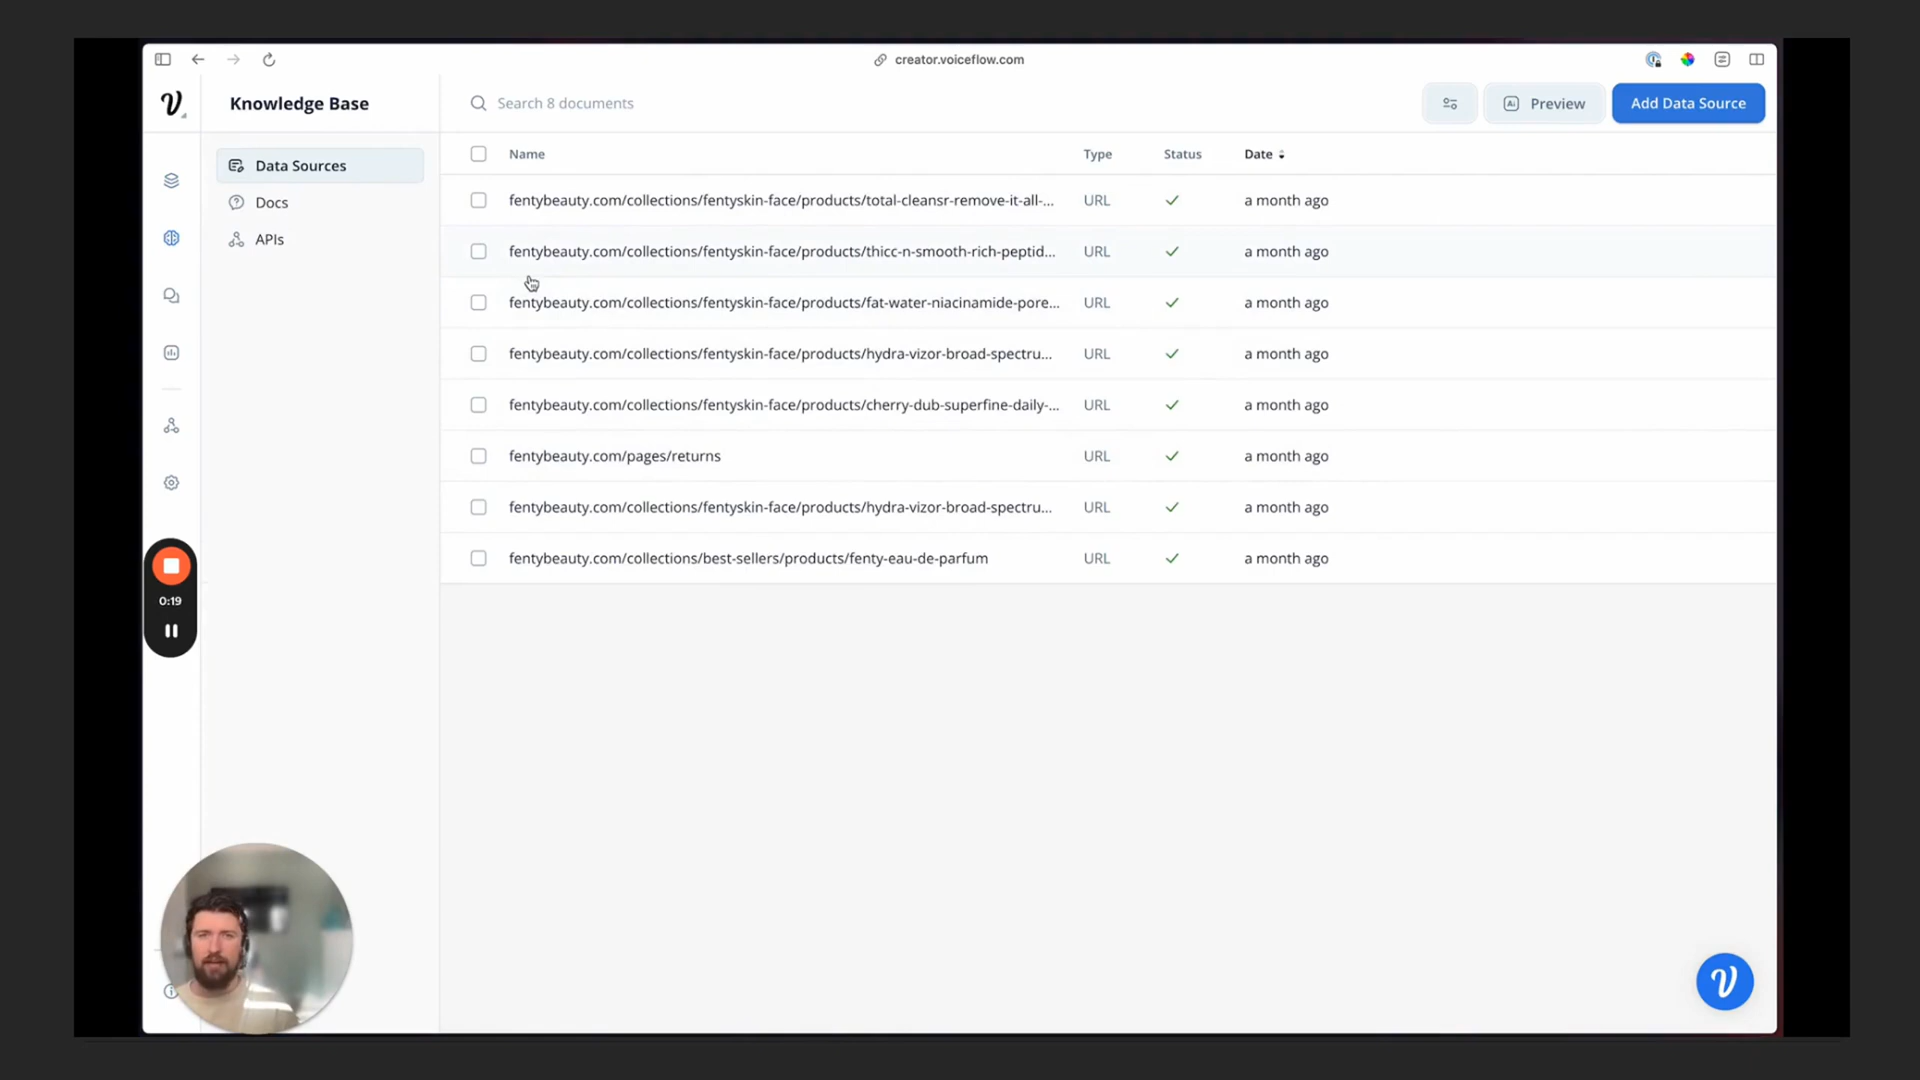 creator.voiceflow.com
Knowledge Base
Search 8 documents
Preview
Add Data Source
Data Sources
Docs
APIs
Name Type Status Date
fentybeauty.com/collections/fentyskin-face/products/total-cleansr-remove-it-all-... URL a month ago
fentybeauty.com/collections/fentyskin-face/products/thicc-n-smooth-rich-peptid... URL a month ago
fentybeauty.com/collections/fentyskin-face/products/fat-water-niacinamide-pore... URL a month ago
fentybeauty.com/collections/fentyskin-face/products/hydra-vizor-broad-spectru... URL a month ago
fentybeauty.com/collections/fentyskin-face/products/cherry-dub-superfine-daily-... URL a month ago
fentybeauty.com/pages/returns URL a month ago
fentybeauty.com/collections/fentyskin-face/products/hydra-vizor-broad-spectru... URL a month ago
fentybeauty.com/collections/best-sellers/products/fenty-eau-de-parfum URL a month ago
0:19